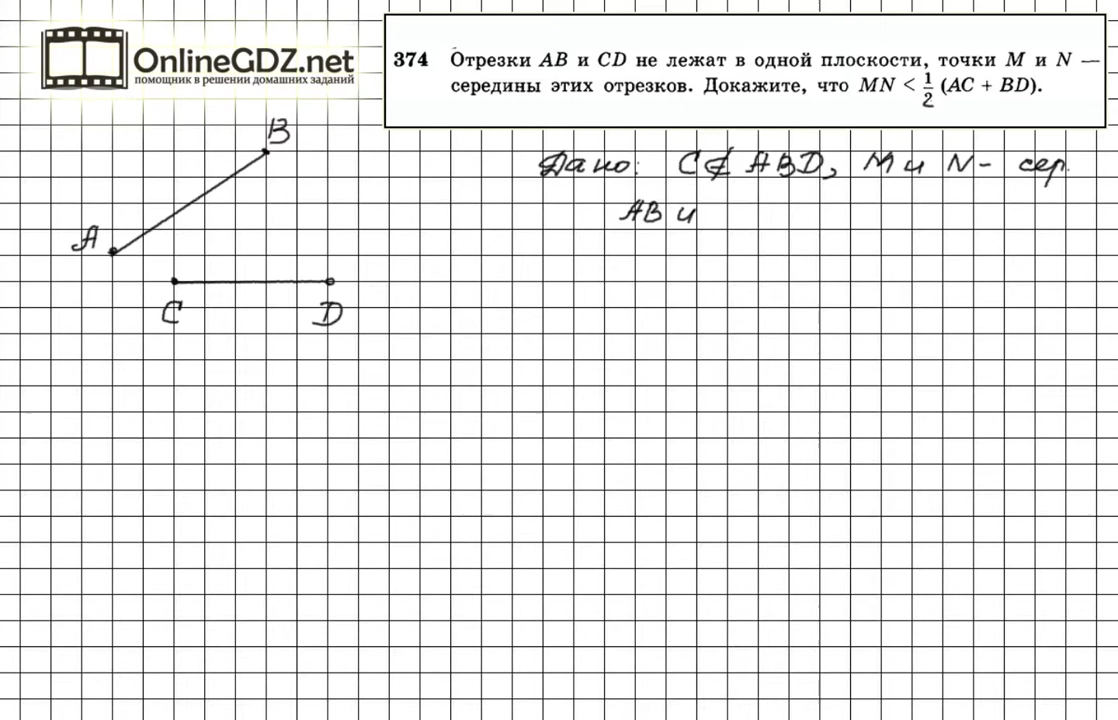 OnlineGDZ.net
помощник в решении домашних заданий
374 Отрезки AB и CD не лежат в одной плоскости, точки M и N —
середины этих отрезков. Докажите, что MN < 1/2 (AC + BD).
B
Дано: C ∉ ABD, M и N - сер.
AB и
A
C D